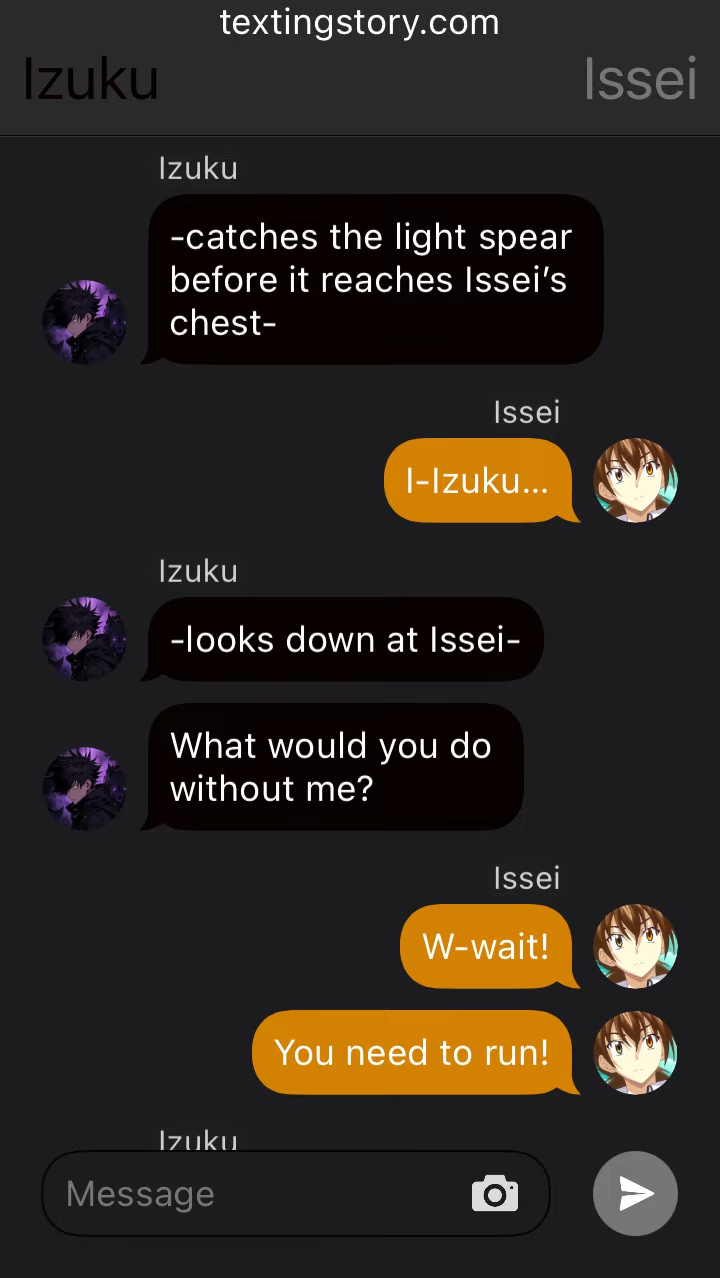 textingstory.com
Izuku
Issei
Izuku
-catches the light spear
before it reaches Issei’s
chest-
Issei
I-Izuku...
Izuku
-looks down at Issei-
What would you do
without me?
Issei
W-wait!
You need to run!
Izuku
Message